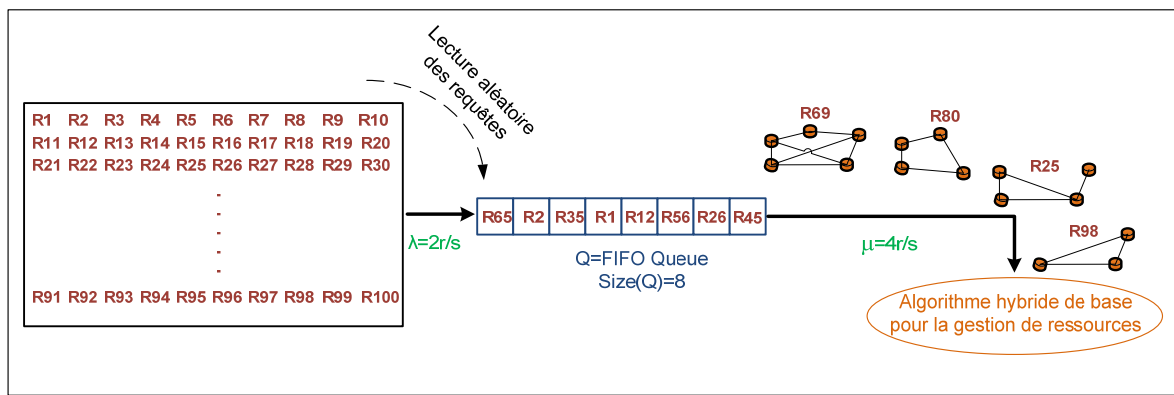 Lecture aléatoire
des requêtes
R1 R2 R3 R4 R5 R6 R7 R8 R9 R10
R11 R12 R13 R14 R15 R16 R17 R18 R19 R20
R21 R22 R23 R24 R25 R26 R27 R28 R29 R30
R91 R92 R93 R94 R95 R96 R97 R98 R99 R100
λ=2r/s
R65 R2 R35 R1 R12 R56 R26 R45
Q=FIFO Queue
Size(Q)=8
μ=4r/s
R69
R80
R25
R98
Algorithme hybride de base
pour la gestion de ressources